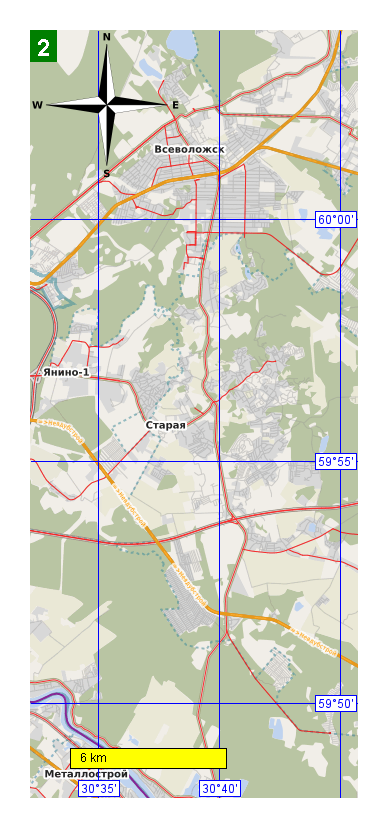 2
N
W
E
S
Всеволожск
60°00'
Янино-1
Старая
59°55'
59°50'
6 km
Металлострой
30°35'
30°40'